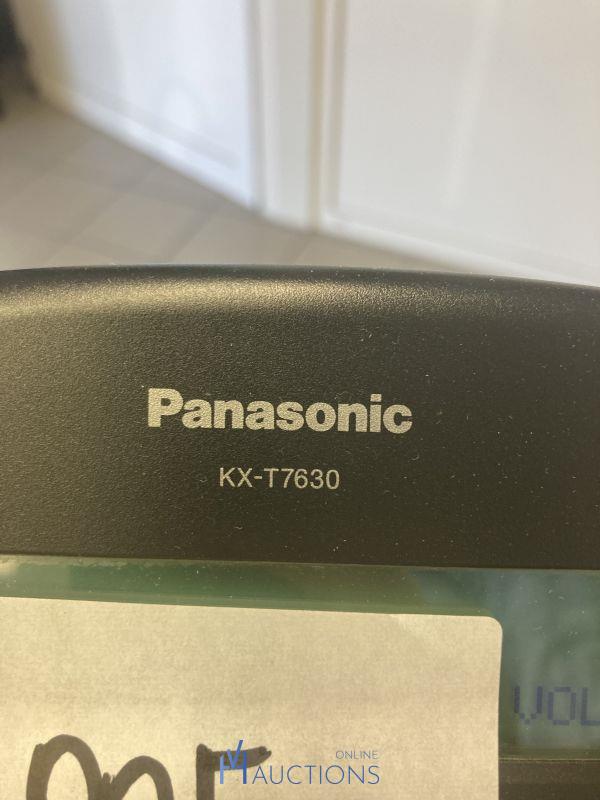 Panasonic
KX-T7630
VOL
ONLINE
AUCTIONS